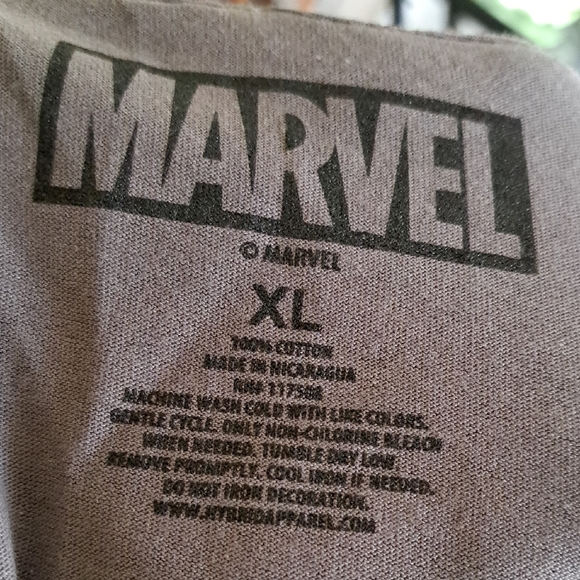 MARVEL
© MARVEL
XL
100% COTTON
MADE IN NICARAGUA
RN# 117508
MACHINE WASH COLD WITH LIKE COLORS.
GENTLE CYCLE. ONLY NON-CHLORINE BLEACH
WHEN NEEDED. TUMBLE DRY LOW.
REMOVE PROMPTLY. COOL IRON IF NEEDED.
DO NOT IRON DECORATION.
WWW.HYBRIDAPPAREL.COM